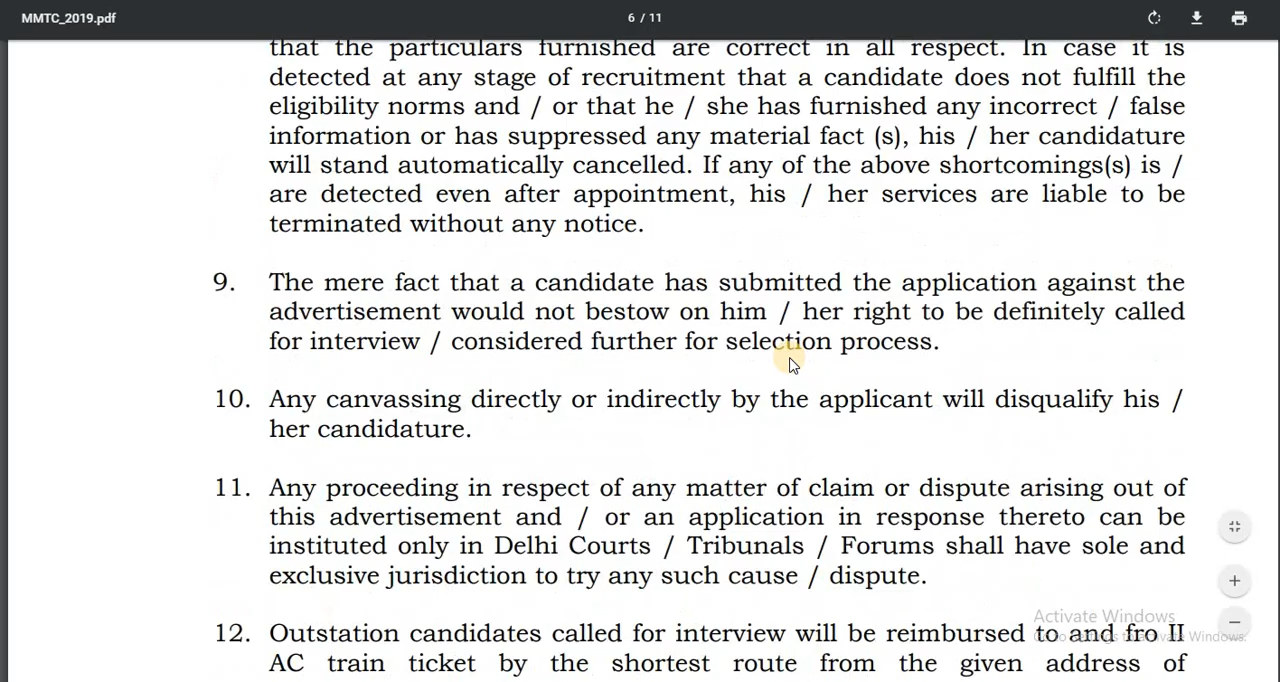 MMTC_2019.pdf
6 / 11
that the particulars furnished are correct in all respect. In case it is
detected at any stage of recruitment that a candidate does not fulfill the
eligibility norms and / or that he / she has furnished any incorrect / false
information or has suppressed any material fact (s), his / her candidature
will stand automatically cancelled. If any of the above shortcomings(s) is /
are detected even after appointment, his / her services are liable to be
terminated without any notice.
9. The mere fact that a candidate has submitted the application against the
advertisement would not bestow on him / her right to be definitely called
for interview / considered further for selection process.
10. Any canvassing directly or indirectly by the applicant will disqualify his /
her candidature.
11. Any proceeding in respect of any matter of claim or dispute arising out of
this advertisement and / or an application in response thereto can be
instituted only in Delhi Courts / Tribunals / Forums shall have sole and
exclusive jurisdiction to try any such cause / dispute.
Activate Windows
12. Outstation candidates called for interview will be reimbursed to and fro II
Go to Settings to activate Windows.
AC train ticket by the shortest route from the given address of